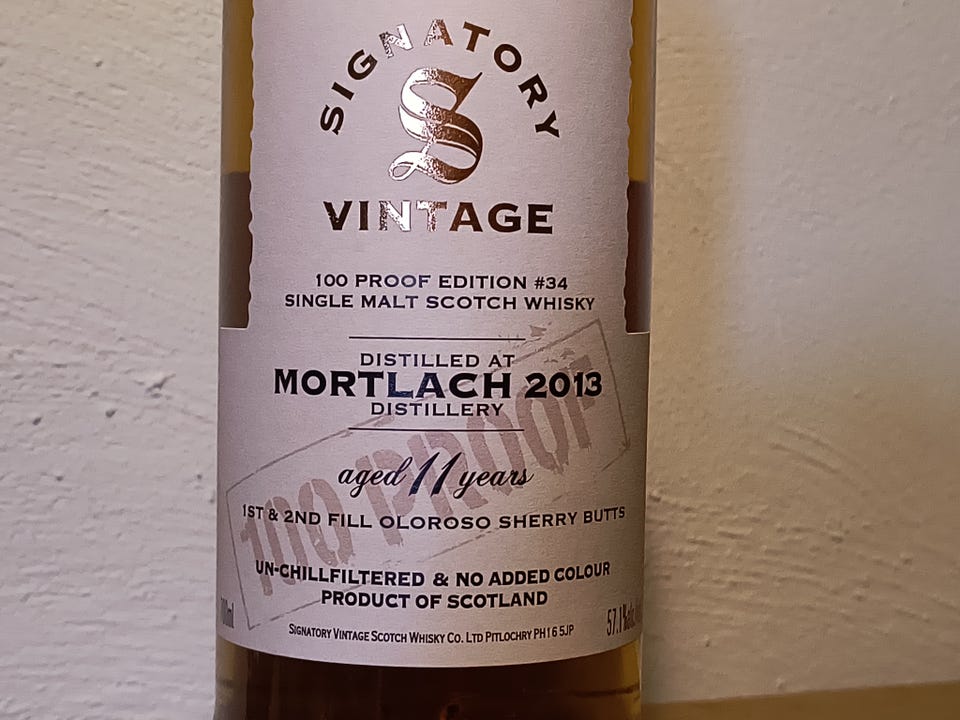 SIGNATORY
S
VINTAGE
100 PROOF EDITION #34
SINGLE MALT SCOTCH WHISKY
DISTILLED AT
MORTLACH 2013
DISTILLERY
100 PROOF
aged 11 years
1ST & 2ND FILL OLOROSO SHERRY BUTTS
UN-CHILLFILTERED & NO ADDED COLOUR
PRODUCT OF SCOTLAND
57.1%
SIGNATORY VINTAGE SCOTCH WHISKY CO. LTD PITLOCHRY PH16 5JP